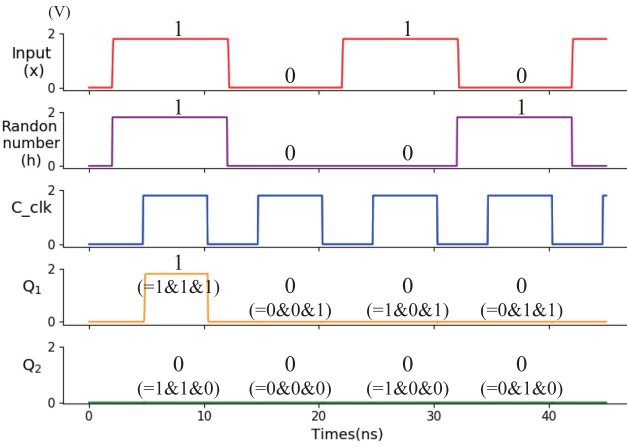 (V)
1 1
2
Input
(x)
0 0
0
1 1
2
Randon
number
(h)
0 0
0
2
C_clk
0
1
2
Q1
(=1&1&1)
0 0 0
(=0&0&1) (=1&0&1) (=0&1&1)
0
2
Q2
0 0 0 0
(=1&1&0) (=0&0&0) (=1&0&0) (=0&1&0)
0
0 10 20 30 40
Times(ns)